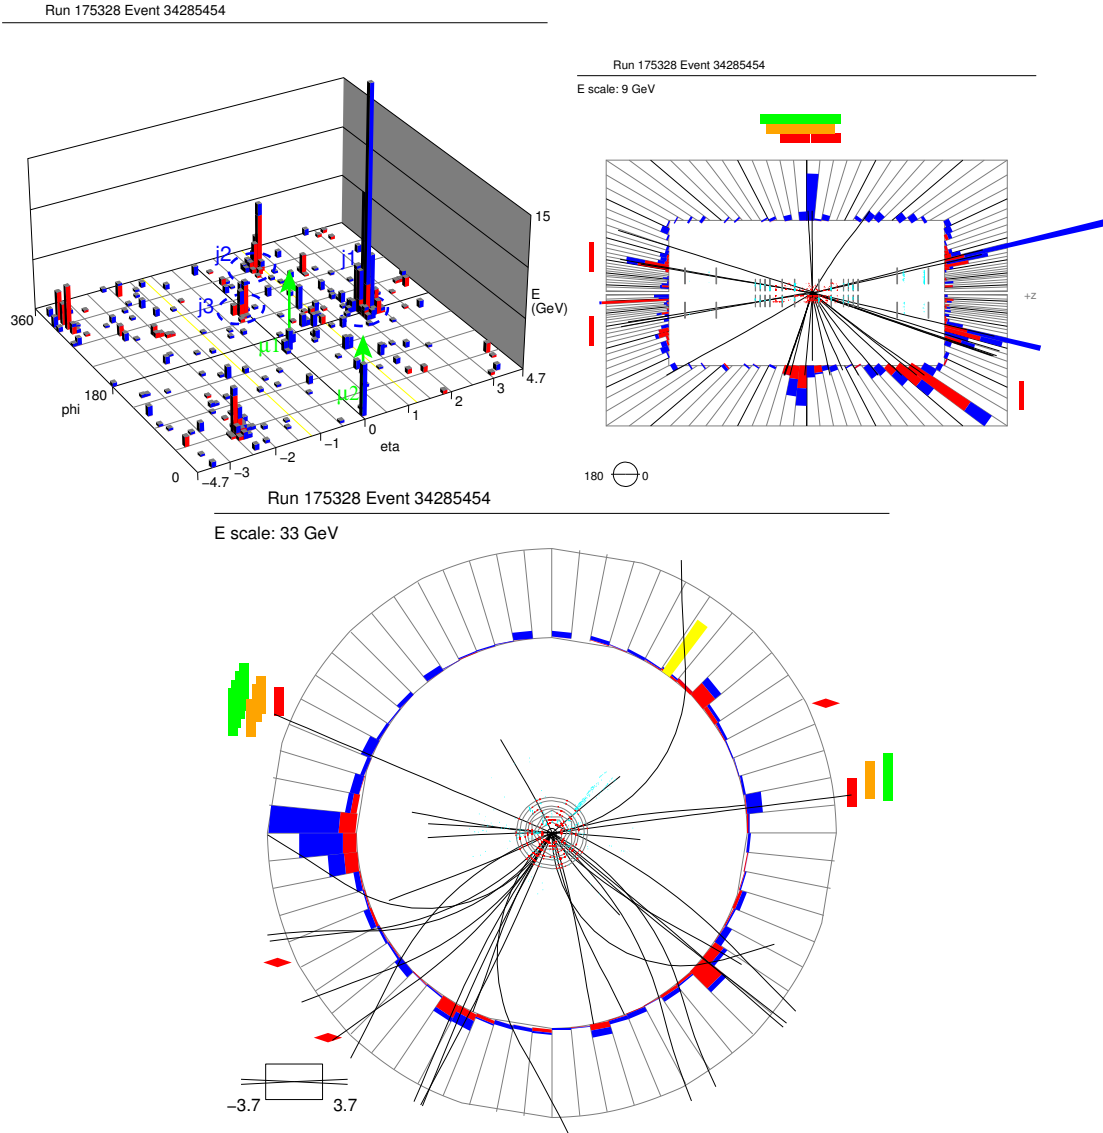 Run 175328 Event 34285454
15
E
(GeV)
j2
j1
j3
μ1
μ2
360
180
0
phi
−4.7
−3
−2
−1
0
1
2
3
4.7
eta
Run 175328 Event 34285454
E scale: 9 GeV
+z
180
0
Run 175328 Event 34285454
E scale: 33 GeV
−3.7
3.7